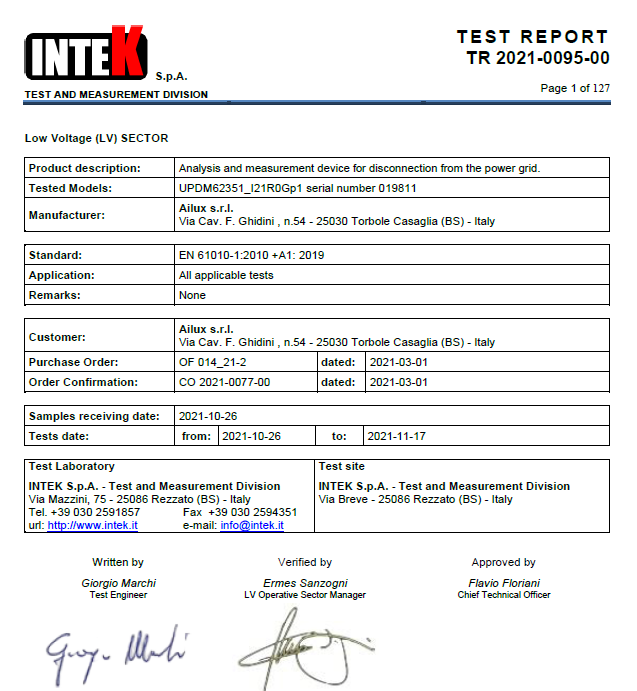 INTEK S.p.A.
TEST AND MEASUREMENT DIVISION
TEST REPORT
TR 2021-0095-00
Page 1 of 127
Low Voltage (LV) SECTOR
Product description: Analysis and measurement device for disconnection from the power grid.
Tested Models: UPDM62351_I21R0Gp1 serial number 019811
Manufacturer: Ailux s.r.l.
Via Cav. F. Ghidini , n.54 - 25030 Torbole Casaglia (BS) - Italy
Standard: EN 61010-1:2010 +A1: 2019
Application: All applicable tests
Remarks: None
Customer: Ailux s.r.l.
Via Cav. F. Ghidini , n.54 - 25030 Torbole Casaglia (BS) - Italy
Purchase Order: OF 014_21-2 dated: 2021-03-01
Order Confirmation: CO 2021-0077-00 dated: 2021-03-01
Samples receiving date: 2021-10-26
Tests date: from: 2021-10-26 to: 2021-11-17
Test Laboratory
INTEK S.p.A. - Test and Measurement Division
Via Mazzini, 75 - 25086 Rezzato (BS) - Italy
Tel. +39 030 2591857 Fax +39 030 2594351
url: http://www.intek.it e-mail: info@intek.it
Test site
INTEK S.p.A. - Test and Measurement Division
Via Breve - 25086 Rezzato (BS) - Italy
Written by
Giorgio Marchi
Test Engineer
Verified by
Ermes Sanzogni
LV Operative Sector Manager
Approved by
Flavio Floriani
Chief Technical Officer